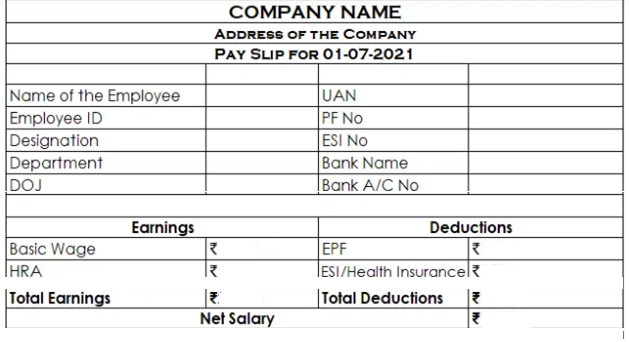 COMPANY NAME
ADDRESS OF THE COMPANY
PAY SLIP FOR 01-07-2021
Name of the Employee UAN
Employee ID PF No
Designation ESI No
Department Bank Name
DOJ Bank A/C No
Earnings Deductions
Basic Wage ₹ EPF ₹
HRA ₹ ESI/Health Insurance ₹
Total Earnings ₹ Total Deductions ₹
Net Salary ₹